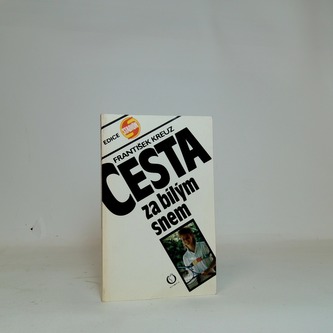 EDICE
FRANTIŠEK KREUZ
CESTA
za bílým
snem